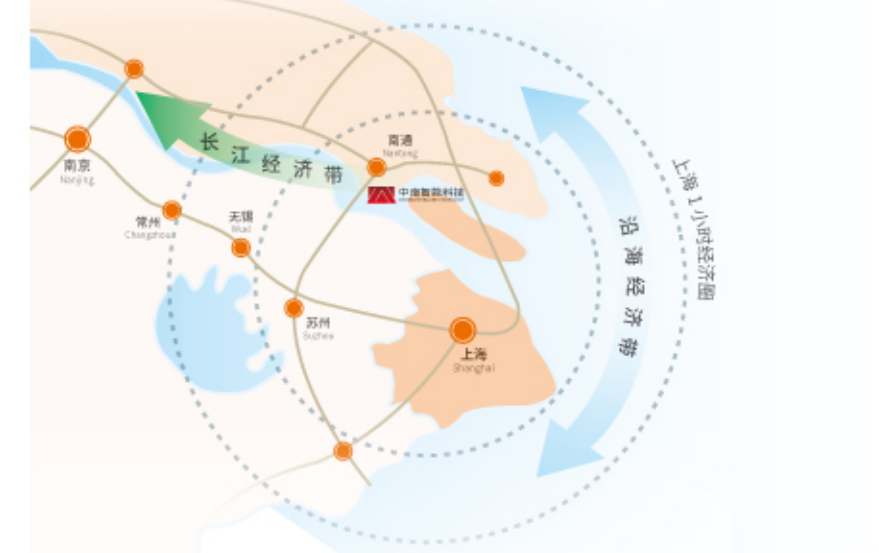 长江经济带
南通
Nantong
南京
Nanjing
中南智能科技
上海1小时经济圈
常州
Changzhou
无锡
Wuxi
沿海经济带
苏州
Suzhou
上海
Shanghai